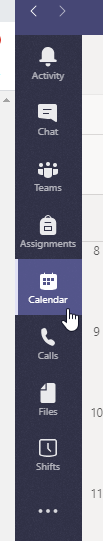 Activity
Chat
Teams
Assignments
8
Calendar
9
Calls
10
Files
Shifts
11